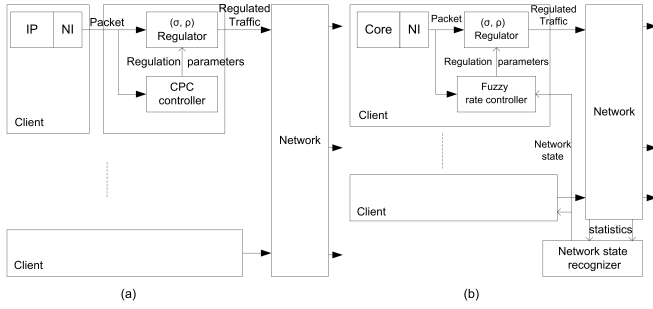 IP NI
Packet
(σ, ρ)
Regulator
Regulated
Traffic
Regulation parameters
CPC
controller
Client
Network
Client
(a)
Core NI
Packet
(σ, ρ)
Regulator
Regulated
Traffic
Regulation parameters
Fuzzy
rate controller
Client
Network
Network
state
Client
statistics
Network state
recognizer
(b)